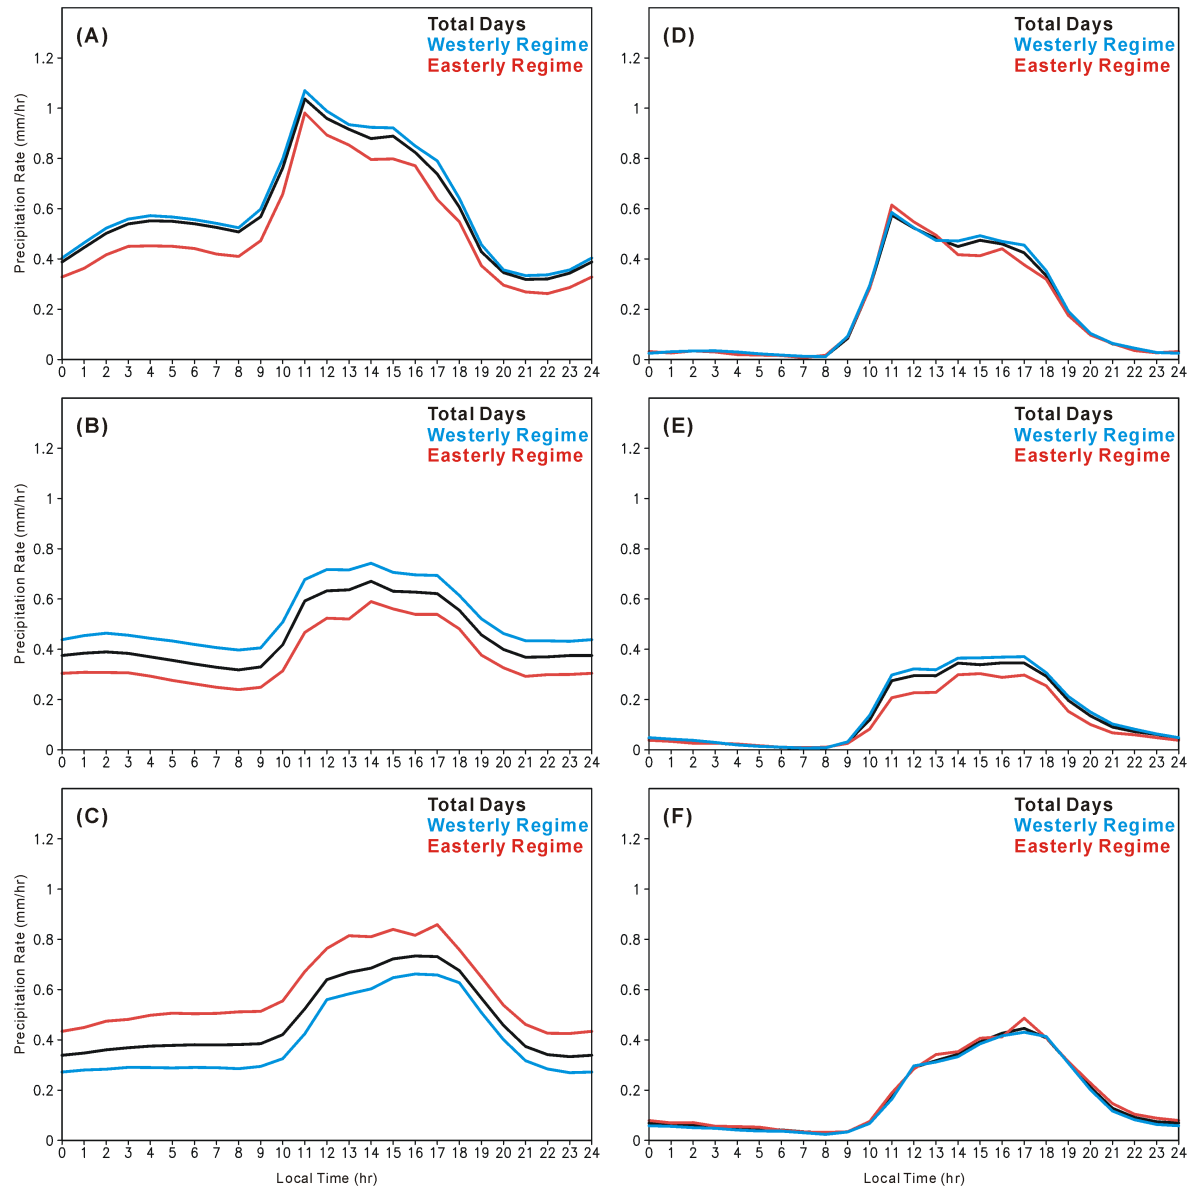 (A)
Total Days
Westerly Regime
Easterly Regime
Precipitation Rate (mm/hr)
1.2
1
0.8
0.6
0.4
0.2
0
0 1 2 3 4 5 6 7 8 9 10 11 12 13 14 15 16 17 18 19 20 21 22 23 24
(D)
Total Days
Westerly Regime
Easterly Regime
1.2
1
0.8
0.6
0.4
0.2
0
0 1 2 3 4 5 6 7 8 9 10 11 12 13 14 15 16 17 18 19 20 21 22 23 24
(B)
Total Days
Westerly Regime
Easterly Regime
Precipitation Rate (mm/hr)
1.2
1
0.8
0.6
0.4
0.2
0
0 1 2 3 4 5 6 7 8 9 10 11 12 13 14 15 16 17 18 19 20 21 22 23 24
(E)
Total Days
Westerly Regime
Easterly Regime
1.2
1
0.8
0.6
0.4
0.2
0
0 1 2 3 4 5 6 7 8 9 10 11 12 13 14 15 16 17 18 19 20 21 22 23 24
(C)
Total Days
Westerly Regime
Easterly Regime
Precipitation Rate (mm/hr)
1.2
1
0.8
0.6
0.4
0.2
0
0 1 2 3 4 5 6 7 8 9 10 11 12 13 14 15 16 17 18 19 20 21 22 23 24
Local Time (hr)
(F)
Total Days
Westerly Regime
Easterly Regime
1.2
1
0.8
0.6
0.4
0.2
0
0 1 2 3 4 5 6 7 8 9 10 11 12 13 14 15 16 17 18 19 20 21 22 23 24
Local Time (hr)